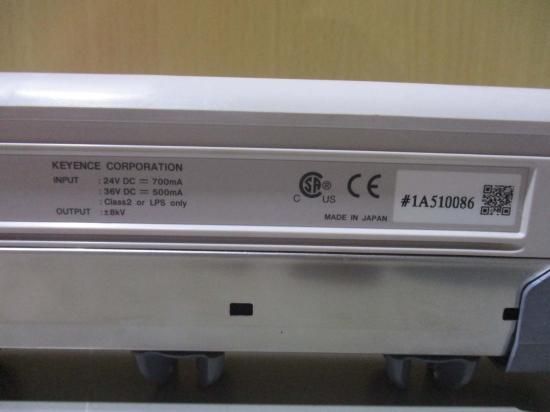 KEYENCE CORPORATION
INPUT : 24V DC ⎓ 700mA
: 36V DC ⎓ 500mA
: Class2 or LPS only
OUTPUT : ±8kV
C SA ® US
CE
MADE IN JAPAN
#1A510086